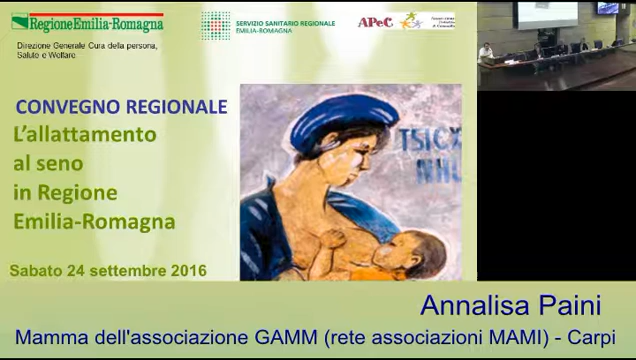 RegioneEmilia-Romagna
Direzione Generale Cura della persona,
Salute e Welfare
SERVIZIO SANITARIO REGIONALE
EMILIA-ROMAGNA
APeC
CONVEGNO REGIONALE
L'allattamento
al seno
in Regione
Emilia-Romagna
Sabato 24 settembre 2016
Annalisa Paini
Mamma dell'associazione GAMM (rete associazioni MAMI) - Carpi